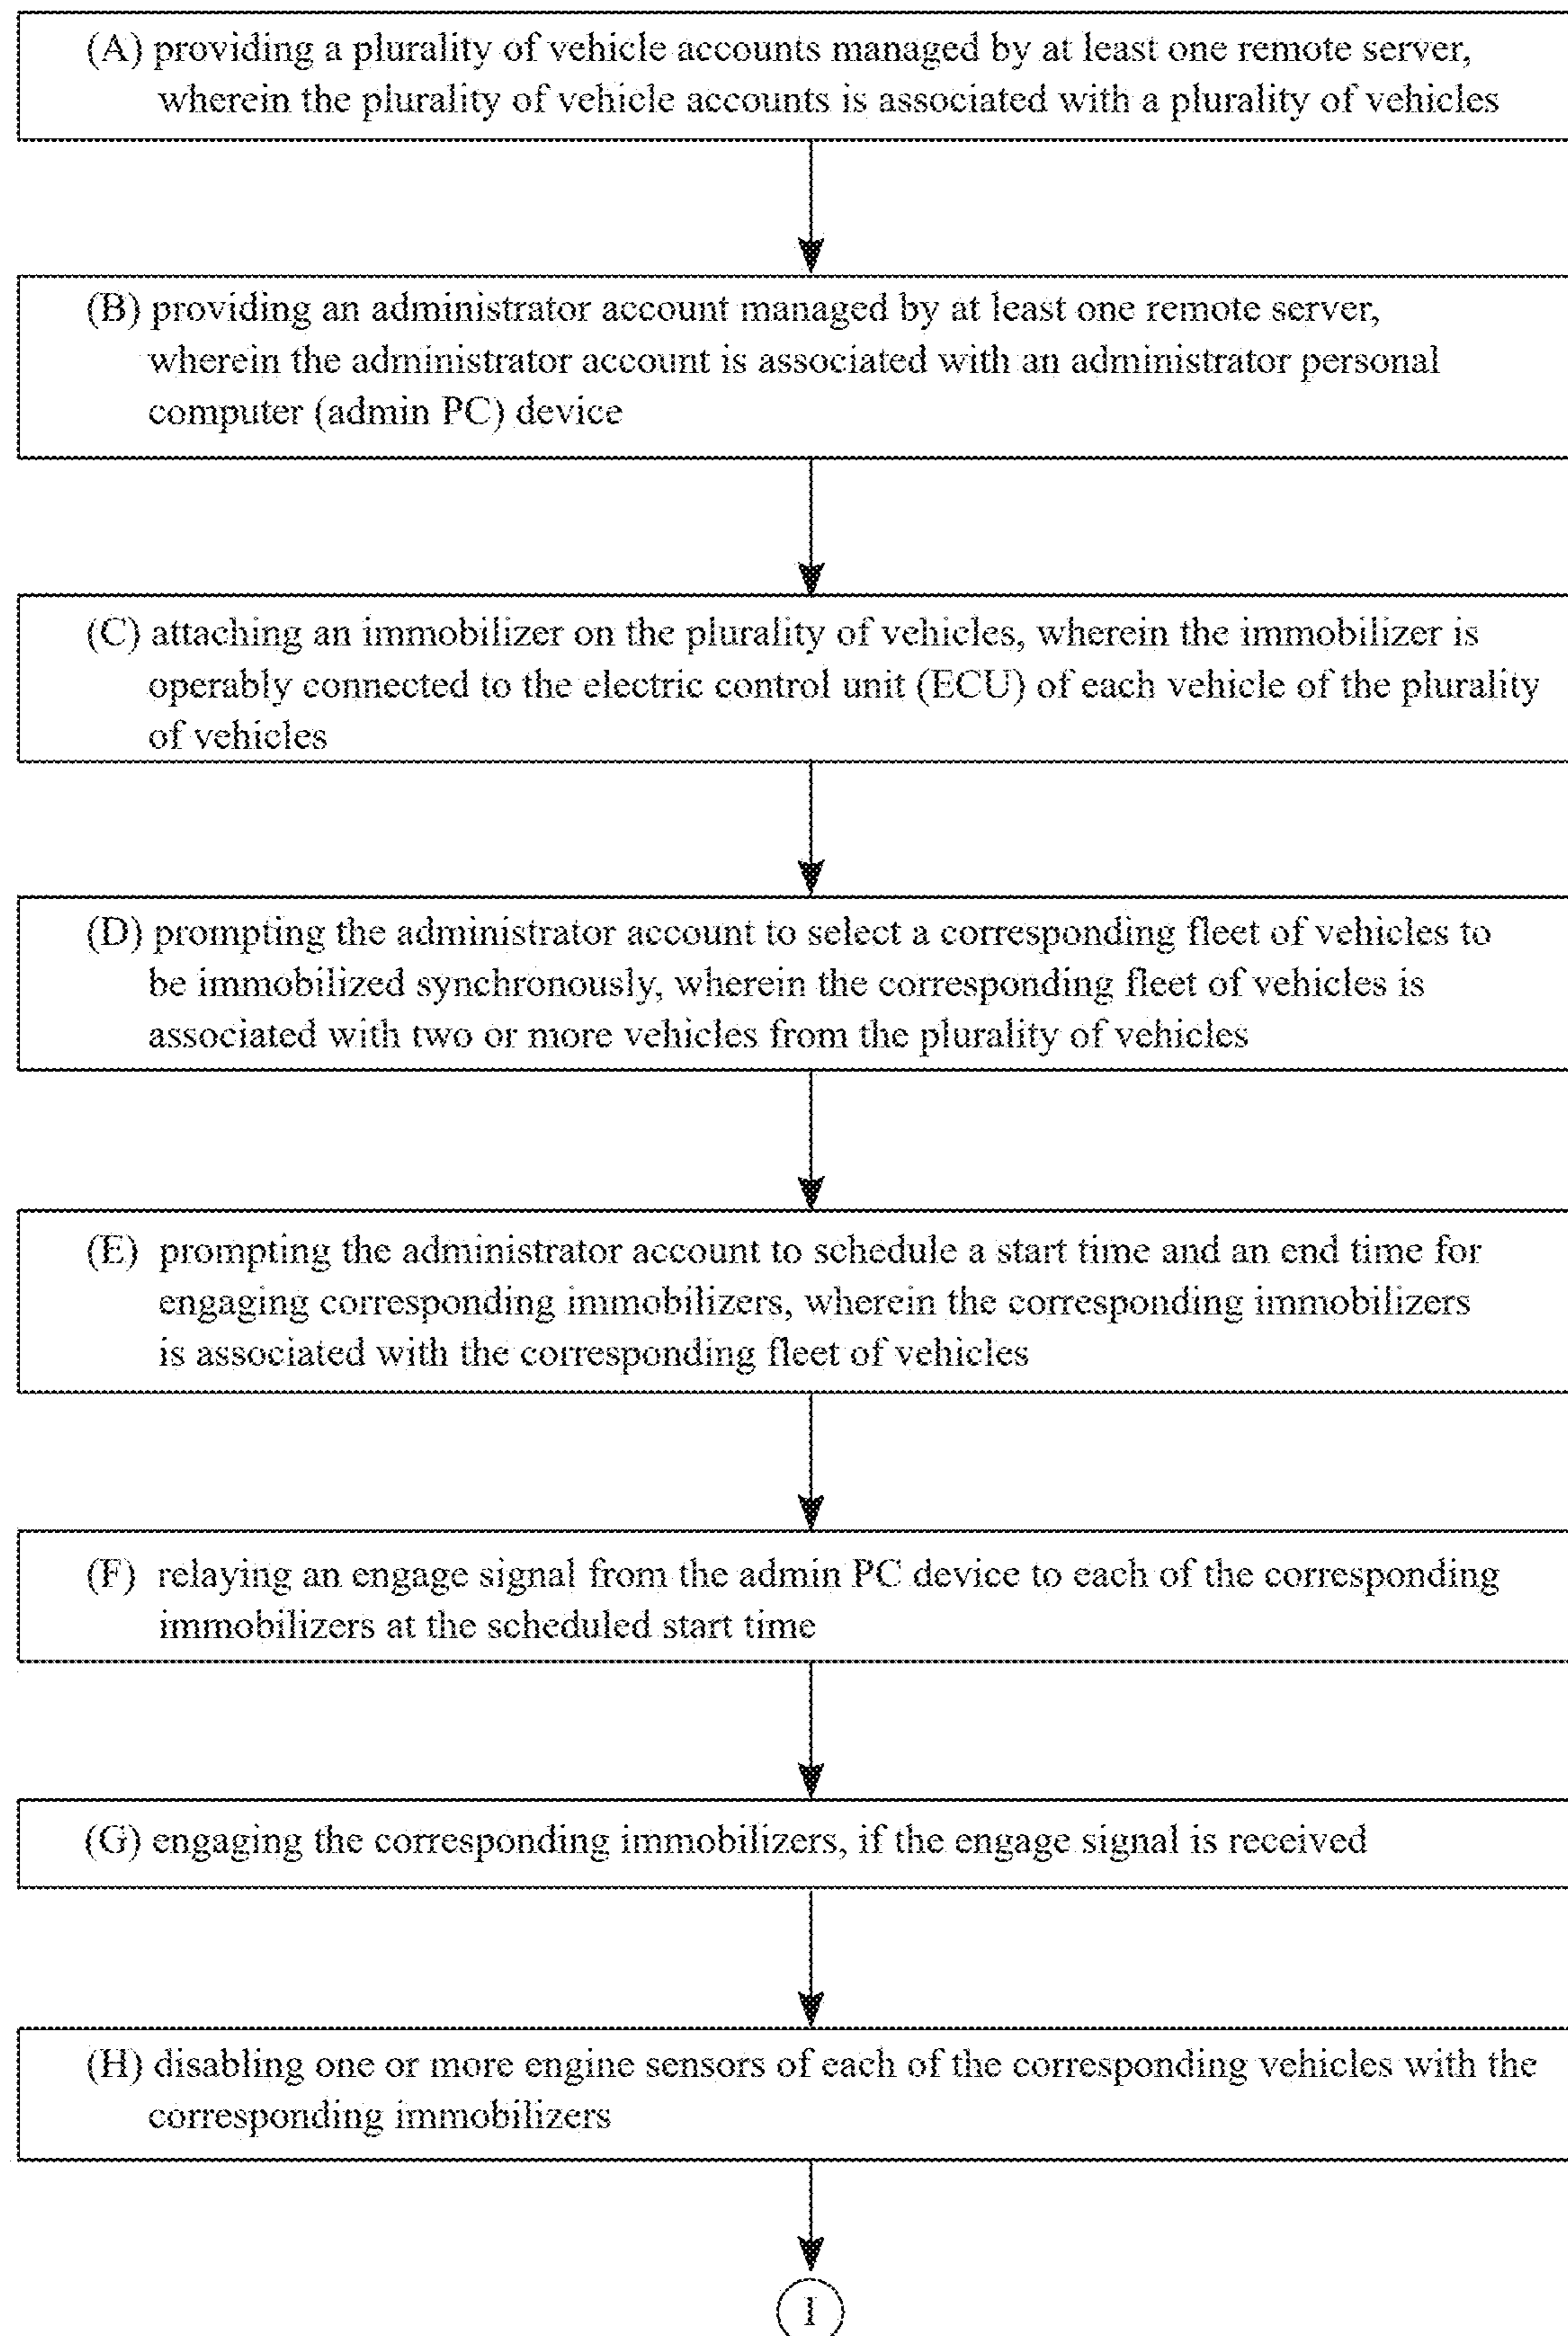 (A) providing a plurality of vehicle accounts managed by at least one remote server,
wherein the plurality of vehicle accounts is associated with a plurality of vehicles
(B) providing an administrator account managed by at least one remote server,
wherein the administrator account is associated with an administrator personal
computer (admin PC) device
(C) attaching an immobilizer on the plurality of vehicles, wherein the immobilizer is
operably connected to the electric control unit (ECU) of each vehicle of the plurality
of vehicles
(D) prompting the administrator account to select a corresponding fleet of vehicles to
be immobilized synchronously, wherein the corresponding fleet of vehicles is
associated with two or more vehicles from the plurality of vehicles
(E) prompting the administrator account to schedule a start time and an end time for
engaging corresponding immobilizers, wherein the corresponding immobilizers
is associated with the corresponding fleet of vehicles
(F) relaying an engage signal from the admin PC device to each of the corresponding
immobilizers at the scheduled start time
(G) engaging the corresponding immobilizers, if the engage signal is received
(H) disabling one or more engine sensors of each of the corresponding vehicles with the
corresponding immobilizers
I